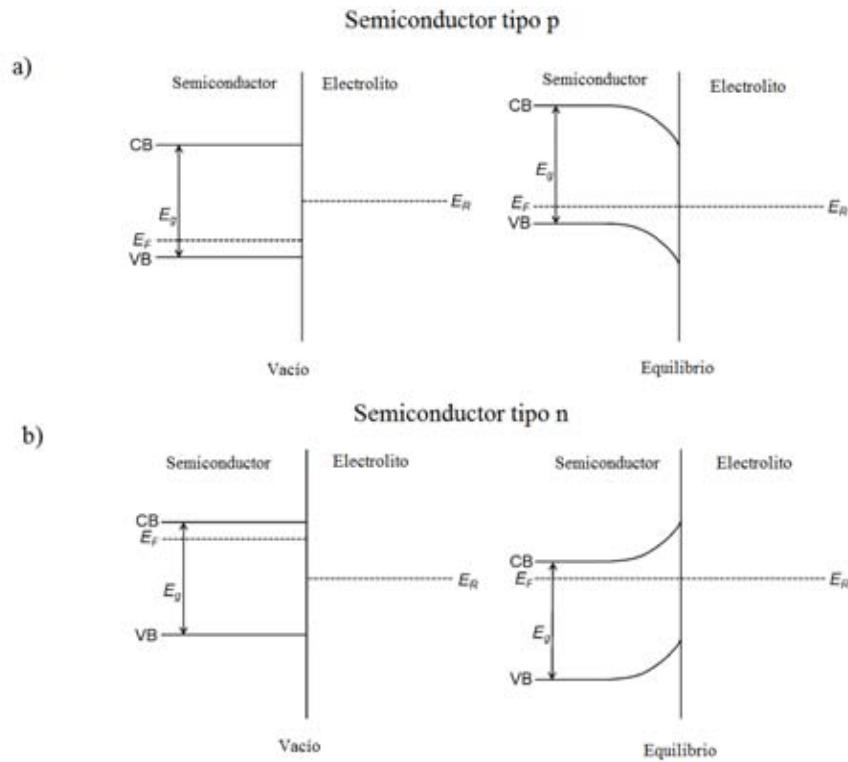 Semiconductor tipo p
a)
Semiconductor
Electrolito
CB
E_g
E_F
VB
E_R
Vacío
Semiconductor
Electrolito
CB
E_g
E_F
VB
E_R
Equilibrio
Semiconductor tipo n
b)
Semiconductor
Electrolito
CB
E_F
E_g
VB
E_R
Vacío
Semiconductor
Electrolito
CB
E_F
E_g
VB
E_R
Equilibrio